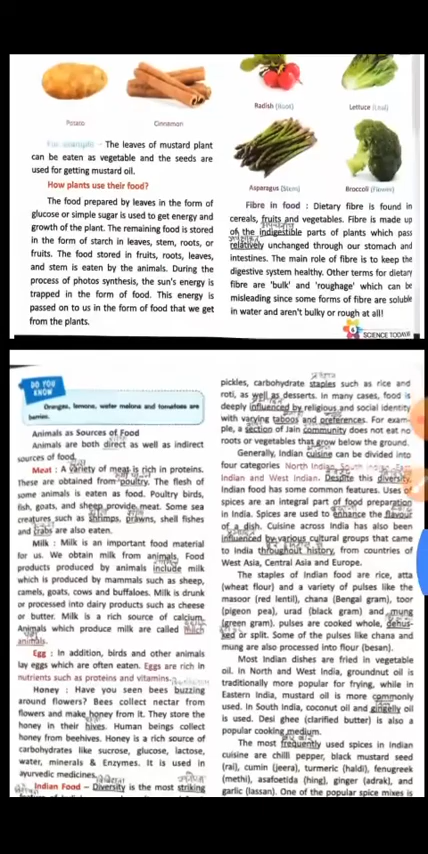 Potato
Cinnamon
For example - The leaves of mustard plant
can be eaten as vegetable and the seeds are
used for getting mustard oil.
How plants use their food?
The food prepared by leaves in the form of
glucose or simple sugar is used to get energy and
growth of the plant. The remaining food is stored
in the form of starch in leaves, stem, roots, or
fruits. The food stored in fruits, roots, leaves,
and stem is eaten by the animals. During the
process of photos synthesis, the sun's energy is
trapped in the form of food. This energy is
passed on to us in the form of food that we get
from the plants.
Radish (Root)
Lettuce (Leaf)
Asparagus (Stem)
Broccoli (Flower)
Fibre in food : Dietary fibre is found in
cereals, fruits and vegetables. Fibre is made up
of the indigestible parts of plants which pass
relatively unchanged through our stomach and
intestines. The main role of fibre is to keep the
digestive system healthy. Other terms for dietary
fibre are 'bulk' and 'roughage' which can be
misleading since some forms of fibre are soluble
in water and aren't bulky or rough at all!
SCIENCE TODAY
DO YOU
KNOW
Oranges, lemons, water melons and tomatoes are
berries.
Animals as Sources of Food
Animals are both direct as well as indirect
sources of food.
Meat : A variety of meat is rich in proteins.
These are obtained from poultry. The flesh of
some animals is eaten as food. Poultry birds,
fish, goats, and sheep provide meat. Some sea
creatures such as shrimps, prawns, shell fishes
and crabs are also eaten.
Milk : Milk is an important food material
for us. We obtain milk from animals. Food
products produced by animals include milk
which is produced by mammals such as sheep,
camels, goats, cows and buffaloes. Milk is drunk
or processed into dairy products such as cheese
or butter. Milk is a rich source of calcium.
Animals which produce milk are called milch
animals.
Egg : In addition, birds and other animals
lay eggs which are often eaten. Eggs are rich in
nutrients such as proteins and vitamins.
Honey : Have you seen bees buzzing
around flowers? Bees collect nectar from
flowers and make honey from it. They store the
honey in their hives. Human beings collect
honey from beehives. Honey is a rich source of
carbohydrates like sucrose, glucose, lactose,
water, minerals & Enzymes. It is used in
ayurvedic medicines.
Indian Food - Diversity is the most striking
pickles, carbohydrate staples such as rice and
roti, as well as desserts. In many cases, food is
deeply influenced by religious and social identity
with varying taboos and preferences. For exam-
ple, a section of Jain community does not eat no
roots or vegetables that grow below the ground.
Generally, Indian cuisine can be divided into
four categories North Indian, South Indian, East
Indian and West Indian. Despite this diversity,
Indian food has some common features. Uses of
spices are an integral part of food preparation
in India. Spices are used to enhance the flavour
of a dish. Cuisine across India has also been
influenced by various cultural groups that came
to India throughout history, from countries of
West Asia, Central Asia and Europe.
The staples of Indian food are rice, atta
(wheat flour) and a variety of pulses like the
masoor (red lentil), chana (Bengal gram), toor
(pigeon pea), urad (black gram) and mung
(green gram). pulses are cooked whole, dehus-
ked or split. Some of the pulses like chana and
mung are also processed into flour (besan).
Most Indian dishes are fried in vegetable
oil. In North and West India, groundnut oil is
traditionally more popular for frying, while in
Eastern India, mustard oil is more commonly
used. In South India, coconut oil and gingelly oil
is used. Desi ghee (clarified butter) is also a
popular cooking medium.
The most frequently used spices in Indian
cuisine are chilli pepper, black mustard seed
(rai), cumin (jeera), turmeric (haldi), fenugreek
(methi), asafoetida (hing), ginger (adrak), and
garlic (lassan). One of the popular spice mixes is